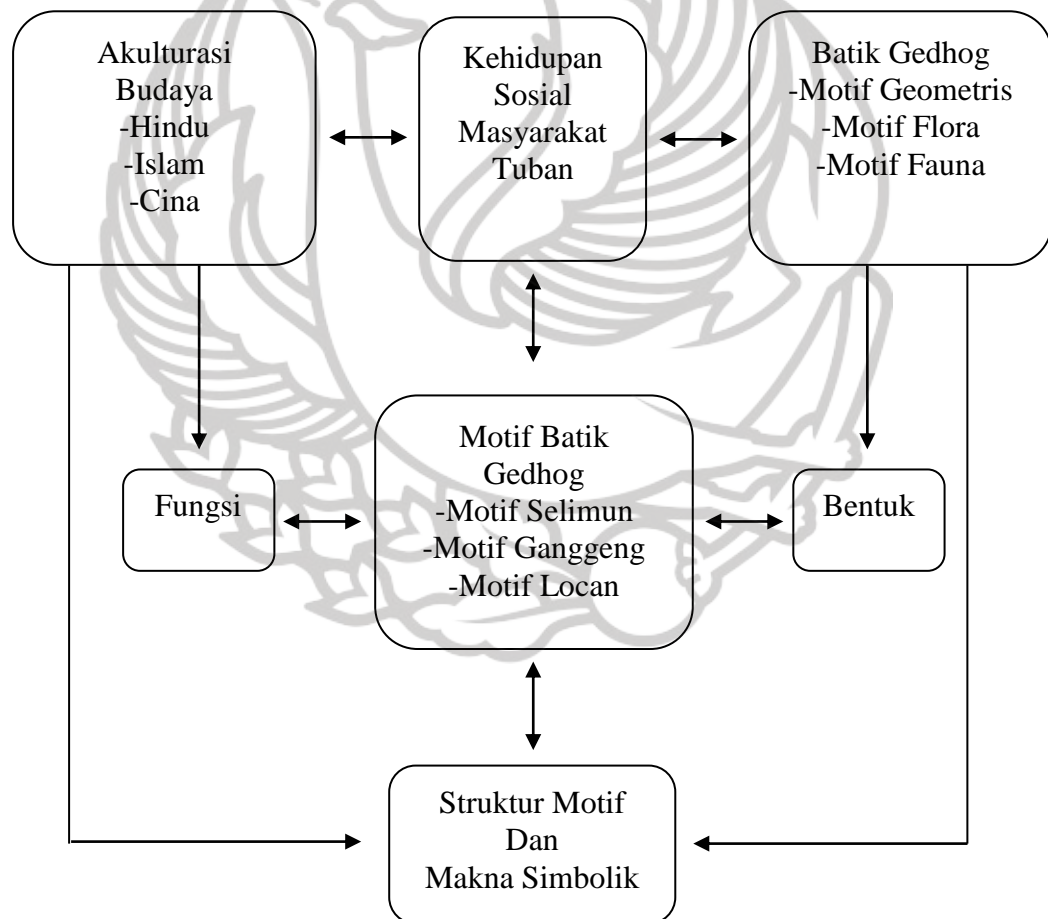 Akulturasi
Budaya
-Hindu
-Islam
-Cina
Kehidupan
Sosial
Masyarakat
Tuban
Batik Gedhog
-Motif Geometris
-Motif Flora
-Motif Fauna
Fungsi
Motif Batik
Gedhog
-Motif Selimun
-Motif Ganggeng
-Motif Locan
Bentuk
Struktur Motif
Dan
Makna Simbolik